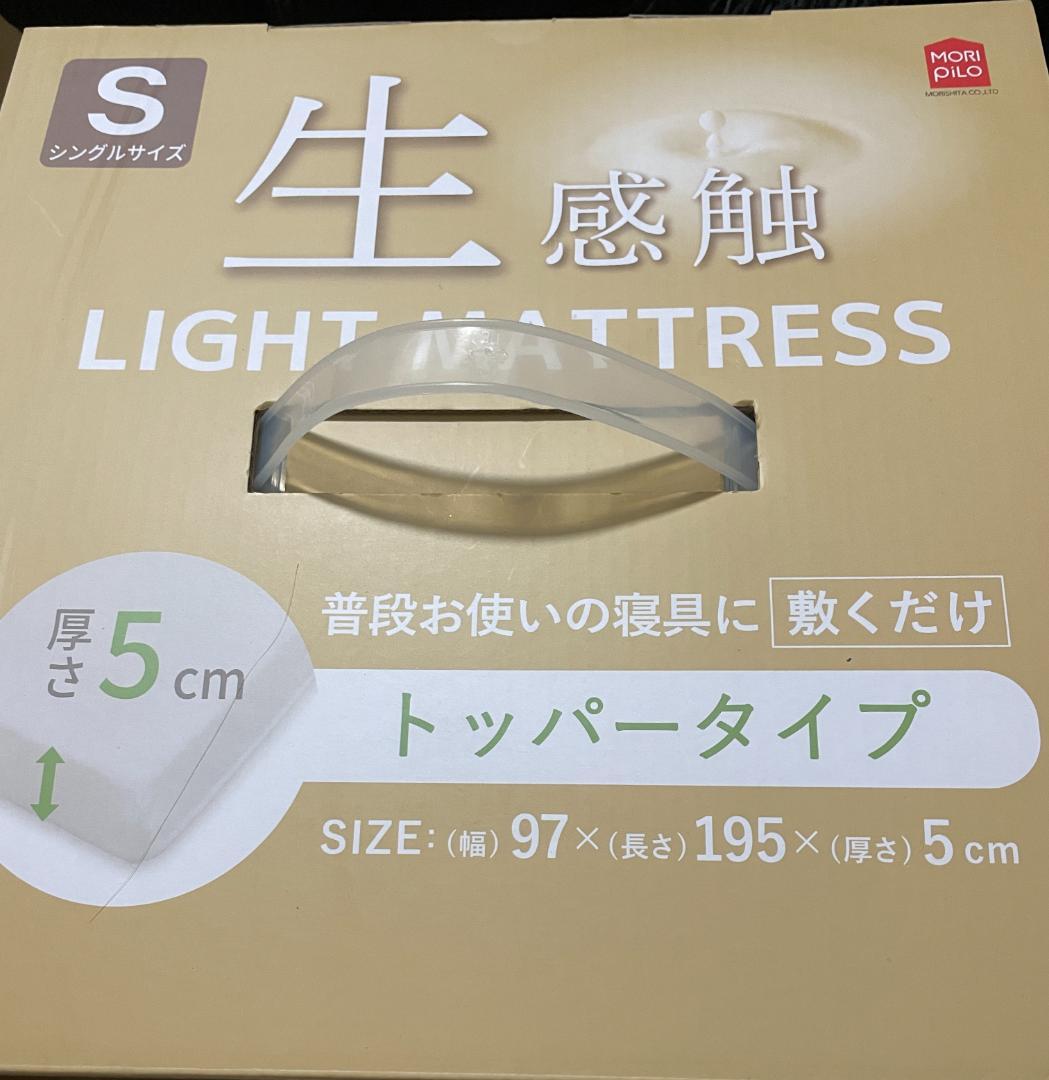 S
シングルサイズ
MORI
PiLO
MORISHITA CO.,LTD
生感触
LIGHT MATTRESS
厚さ5cm
普段お使いの寝具に 敷くだけ
トッパータイプ
SIZE:(幅)97×(長さ)195×(厚さ)5cm